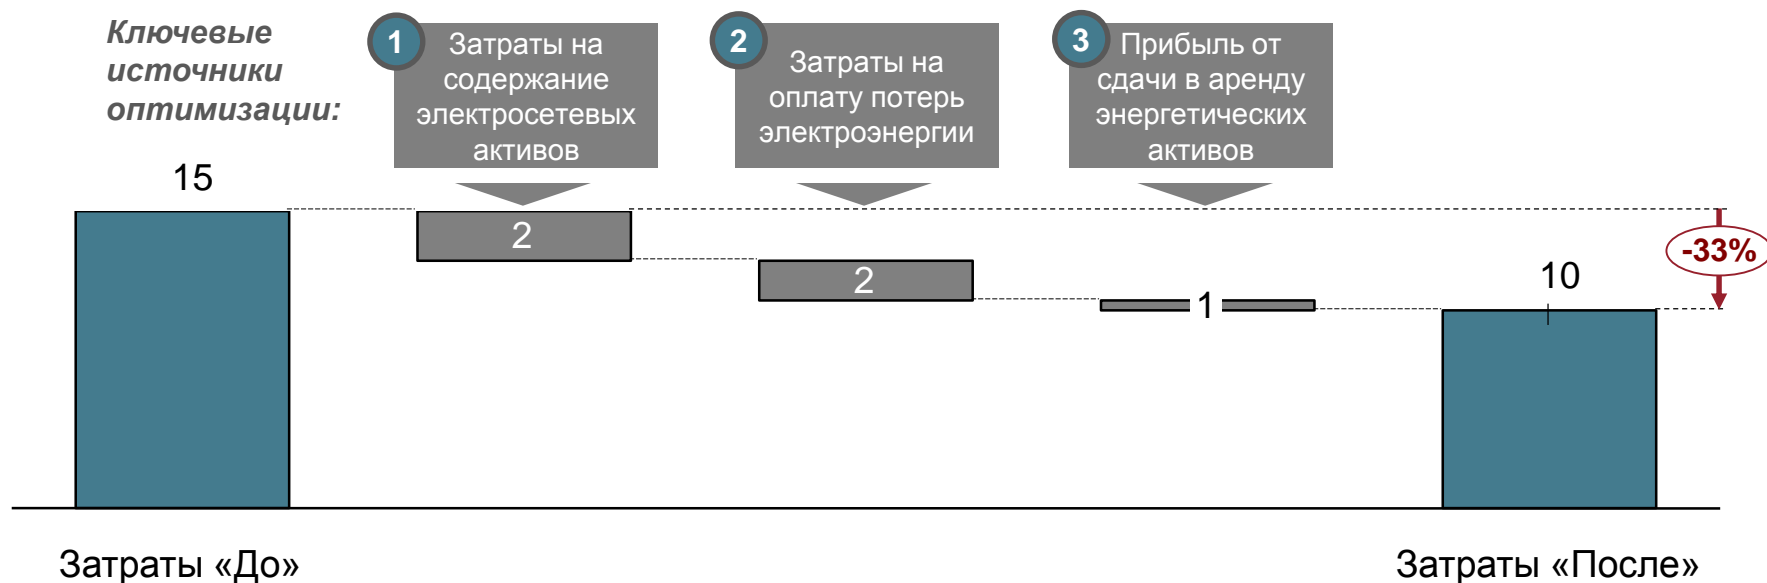 Ключевые
источники
оптимизации:
1
Затраты на
содержание
электросетевых
активов
2
Затраты на
оплату потерь
электроэнергии
3
Прибыль от
сдачи в аренду
энергетических
активов
15
2
2
1
10
-33%
Затраты «До»
Затраты «После»